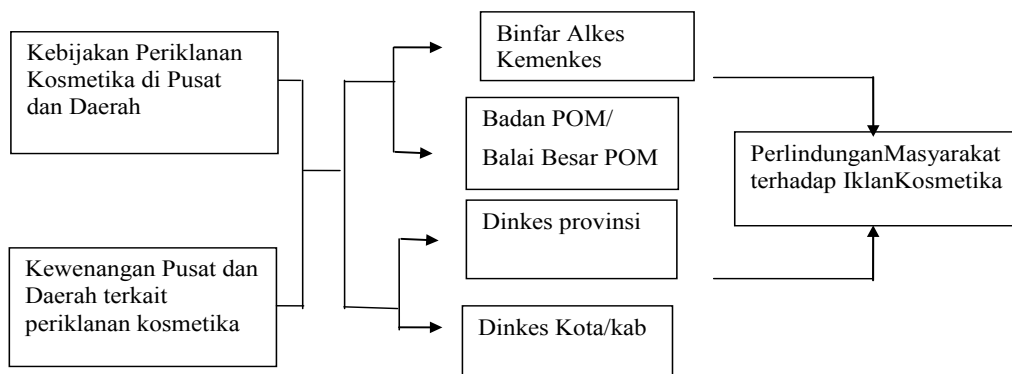 Kebijakan Periklanan
Kosmetika di Pusat
dan Daerah
Kewenangan Pusat dan
Daerah terkait
periklanan kosmetika
Binfar Alkes
Kemenkes
Badan POM/
Balai Besar POM
Dinkes provinsi
Dinkes Kota/kab
PerlindunganMasyarakat
terhadap IklanKosmetika